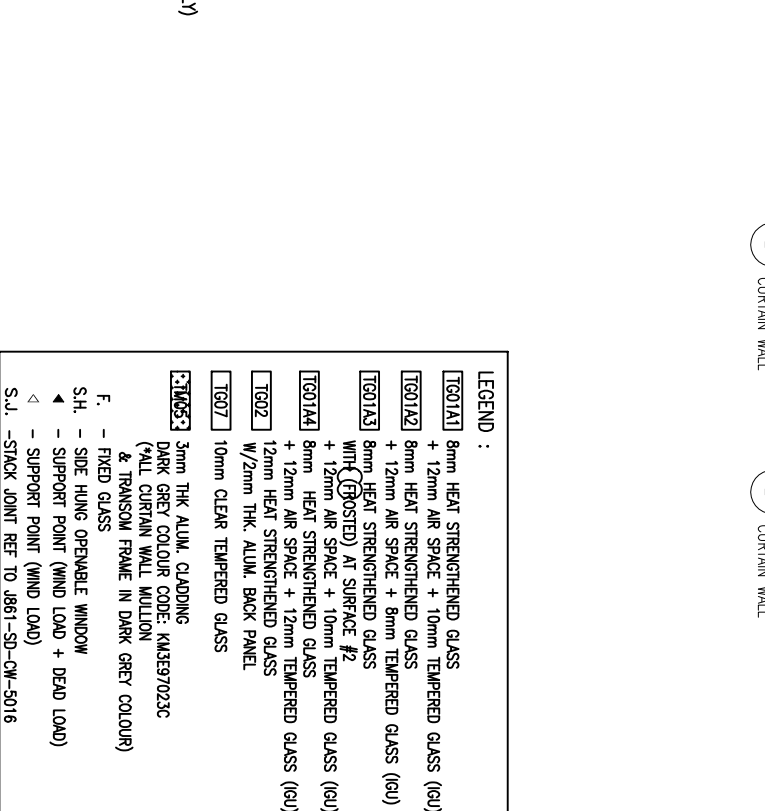 LY)
CURTAIN WALL
CURTAIN WALL
LEGEND :
TG01A1 8mm HEAT STRENGTHENED GLASS
+ 12mm AIR SPACE + 10mm TEMPERED GLASS (IGU)
TG01A2 8mm HEAT STRENGTHENED GLASS
+ 12mm AIR SPACE + 8mm TEMPERED GLASS (IGU)
TG01A3 8mm HEAT STRENGTHENED GLASS
WITH (FROSTED) AT SURFACE #2
+ 12mm AIR SPACE + 10mm TEMPERED GLASS (IGU)
TG01A4 8mm HEAT STRENGTHENED GLASS
+ 12mm AIR SPACE + 12mm TEMPERED GLASS (IGU)
TG02 12mm HEAT STRENGTHENED GLASS
W/2mm THK. ALUM. BACK PANEL
TG07 10mm CLEAR TEMPERED GLASS
TM05 3mm THK ALUM. CLADDING
DARK GREY COLOUR CODE: KM3E97023C
(*ALL CURTAIN WALL MULLION
& TRANSOM FRAME IN DARK GREY COLOUR)
F. - FIXED GLASS
S.H. - SIDE HUNG OPENABLE WINDOW
▲ - SUPPORT POINT (WIND LOAD + DEAD LOAD)
△ - SUPPORT POINT (WIND LOAD)
S.J. -STACK JOINT REF TO J861-SD-CW-5016